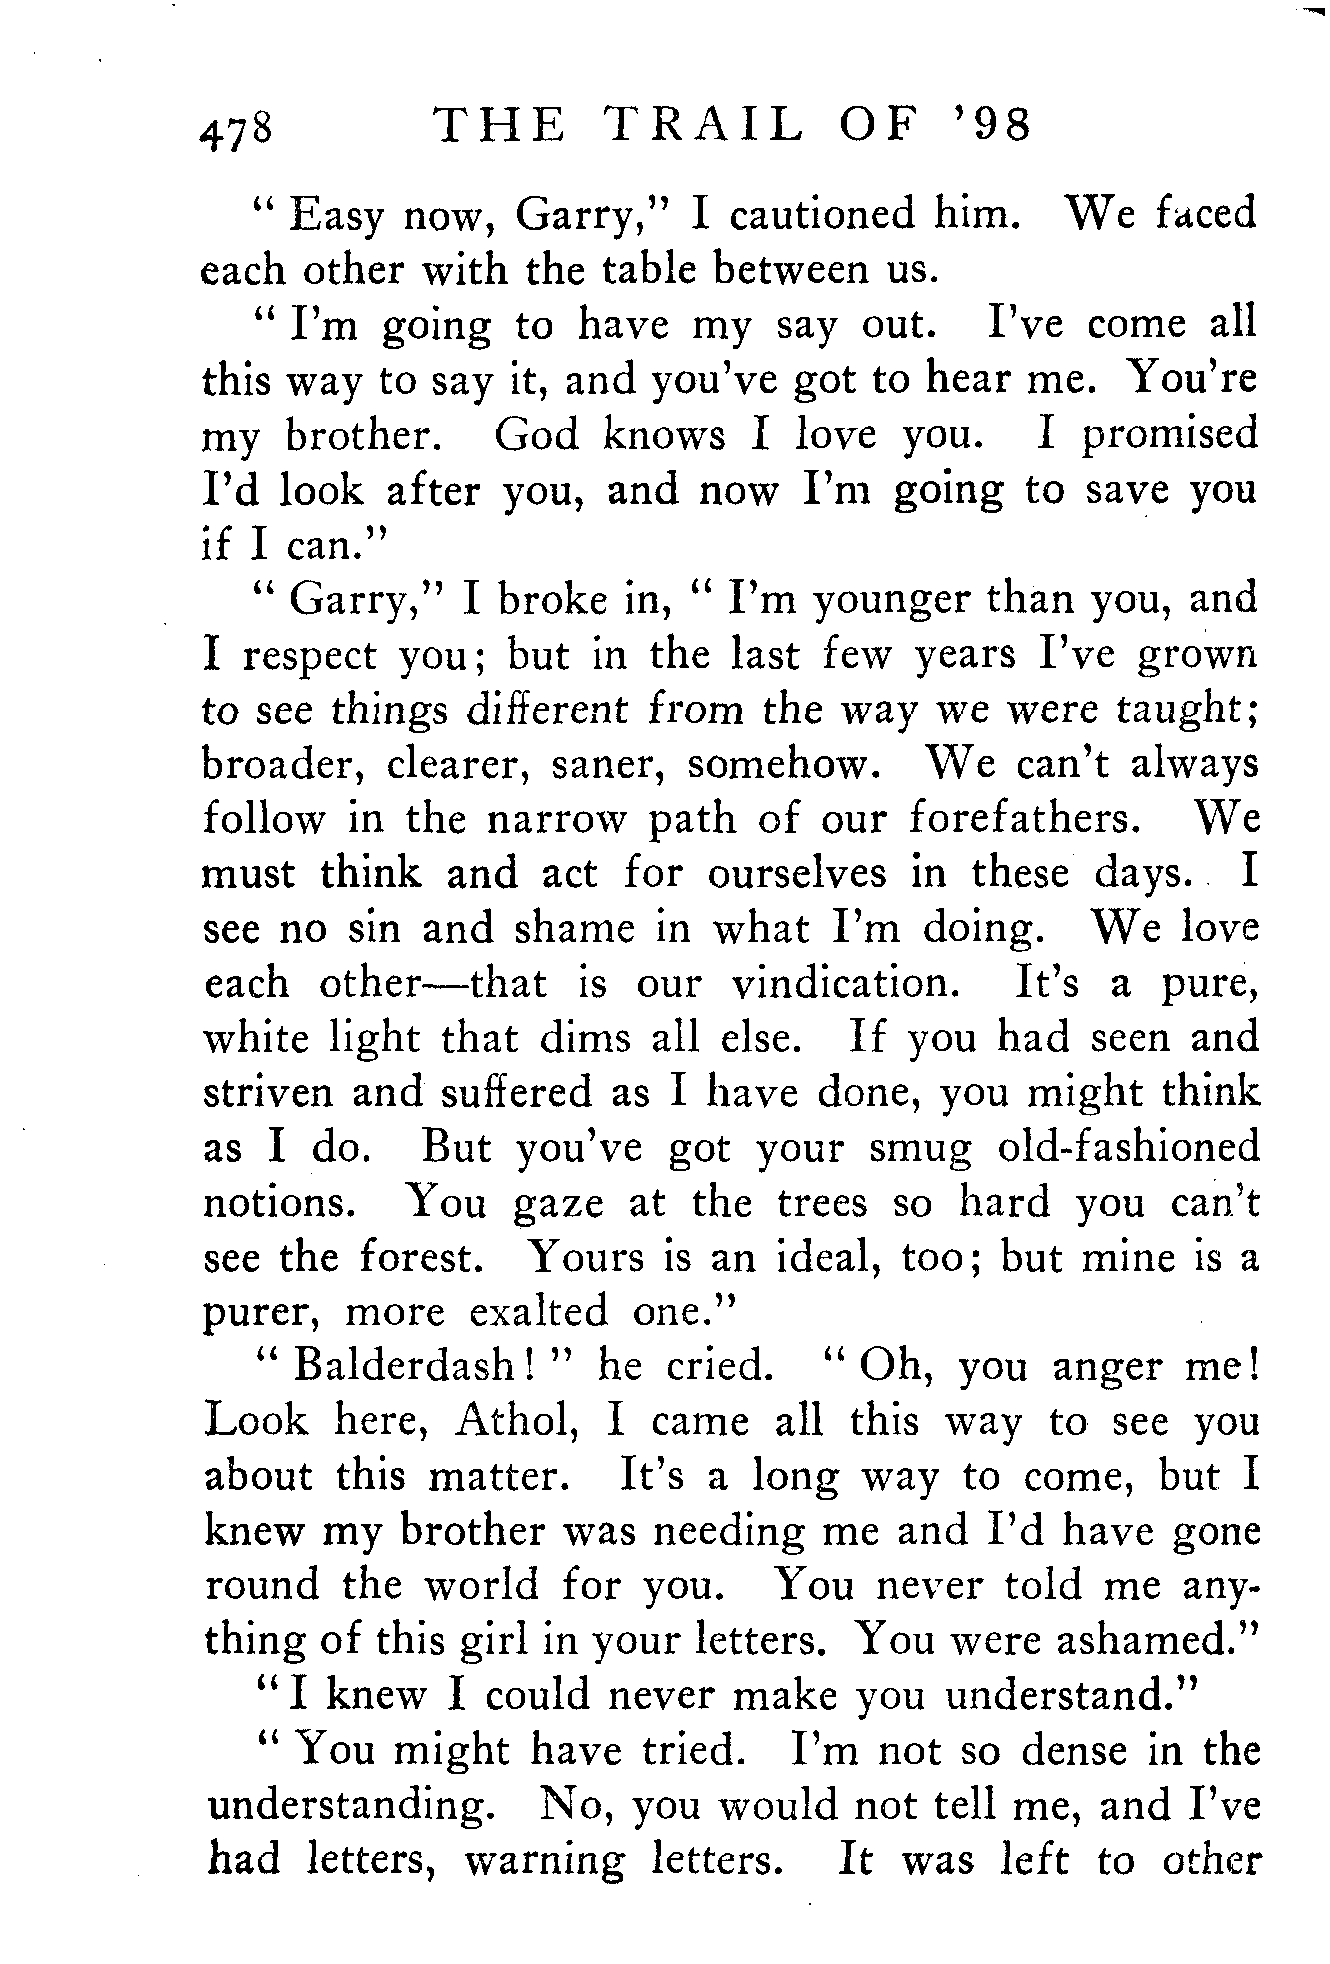 478 THE TRAIL OF ’98
“ Easy now, Garry,” I cautioned him. We faced
each other with the table between us.
“ I’m going to have my say out. I’ve come all
this way to say it, and you’ve got to hear me. You’re
my brother. God knows I love you. I promised
I’d look after you, and now I’m going to save you
if I can.”
“ Garry,” I broke in, “ I’m younger than you, and
I respect you; but in the last few years I’ve grown
to see things different from the way we were taught;
broader, clearer, saner, somehow. We can’t always
follow in the narrow path of our forefathers. We
must think and act for ourselves in these days. I
see no sin and shame in what I’m doing. We love
each other—that is our vindication. It’s a pure,
white light that dims all else. If you had seen and
striven and suffered as I have done, you might think
as I do. But you’ve got your smug old-fashioned
notions. You gaze at the trees so hard you can’t
see the forest. Yours is an ideal, too; but mine is a
purer, more exalted one.”
“ Balderdash! ” he cried. “ Oh, you anger me!
Look here, Athol, I came all this way to see you
about this matter. It’s a long way to come, but I
knew my brother was needing me and I’d have gone
round the world for you. You never told me any-
thing of this girl in your letters. You were ashamed.”
“ I knew I could never make you understand.”
“ You might have tried. I’m not so dense in the
understanding. No, you would not tell me, and I’ve
had letters, warning letters. It was left to other